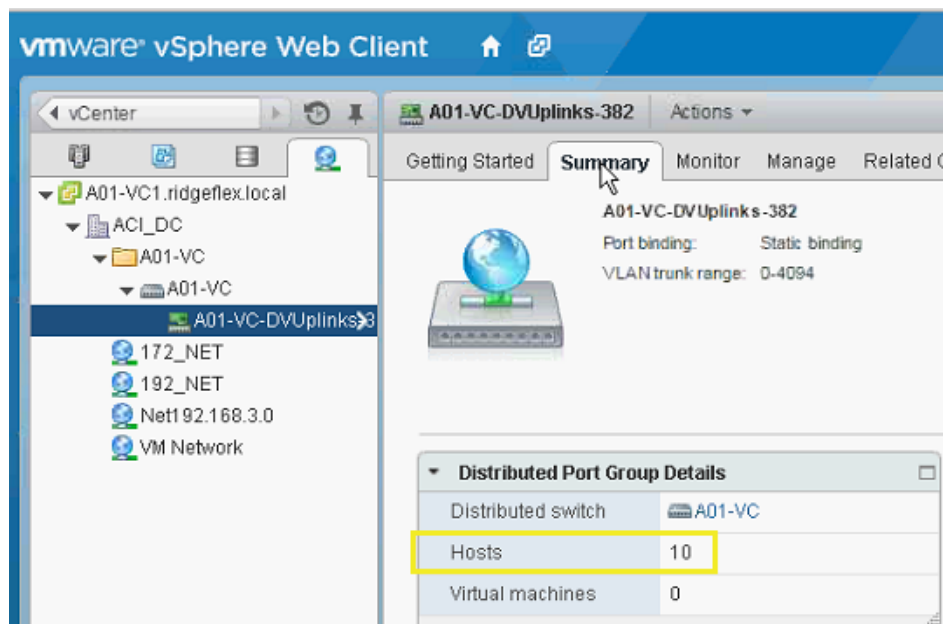 vmware® vSphere Web Client
vCenter
A01-VC1.ridgeflex.local
ACI_DC
A01-VC
A01-VC
A01-VC-DVUplinks-3
172_NET
192_NET
Net192.168.3.0
VM Network
A01-VC-DVUplinks-382 Actions
Getting Started Summary Monitor Manage Related
A01-VC-DVUplinks-382
Port binding: Static binding
VLAN trunk range: 0-4094
Distributed Port Group Details
Distributed switch A01-VC
Hosts 10
Virtual machines 0